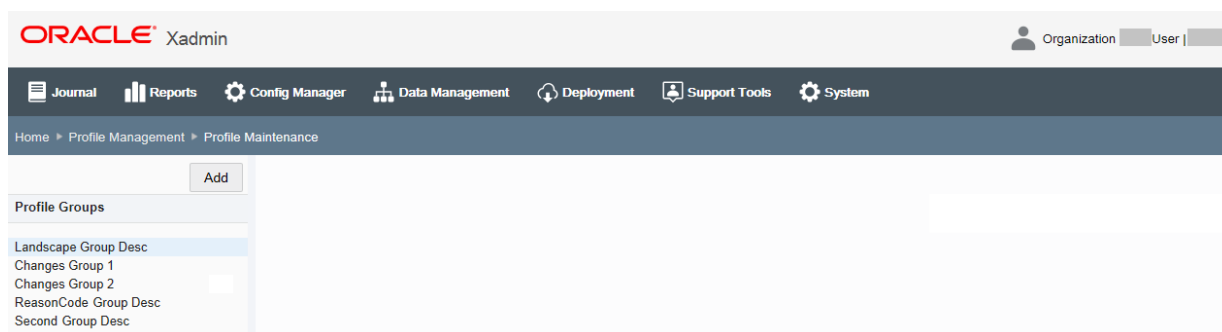 ORACLE Xadmin
Organization User |
Journal Reports Config Manager Data Management Deployment Support Tools System
Home Profile Management Profile Maintenance
Add
Profile Groups
Landscape Group Desc
Changes Group 1
Changes Group 2
ReasonCode Group Desc
Second Group Desc